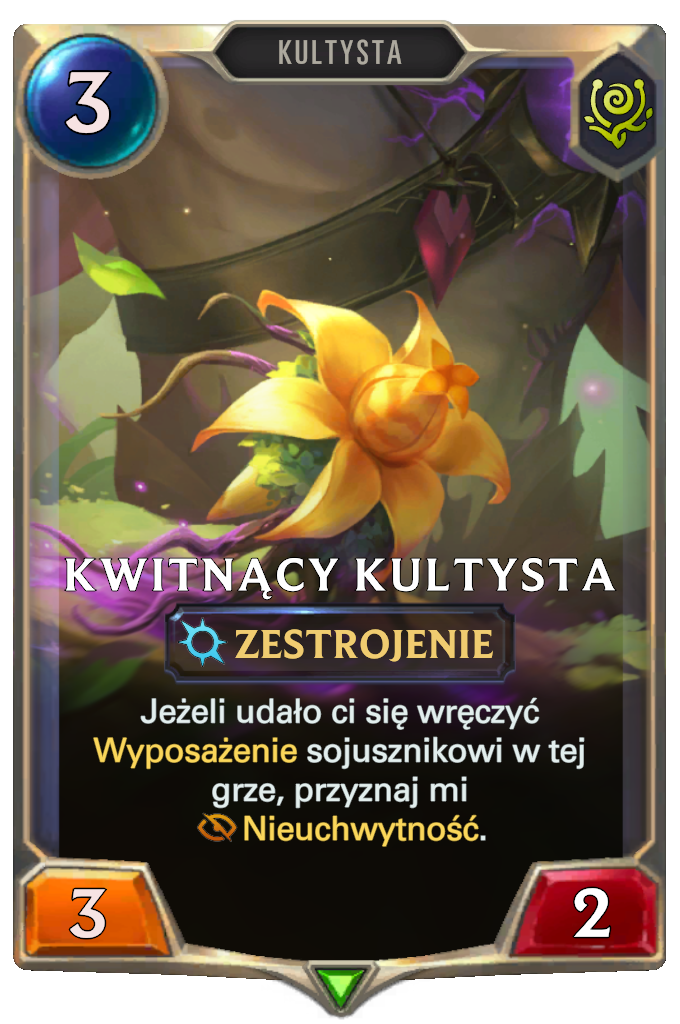 KULTYSTA
3
KWITNĄCY KULTYSTA
ZESTROJENIE
Jeżeli udało ci się wręczyć
Wyposażenie sojusznikowi w tej
grze, przyznaj mi
Nieuchwytność.
3
2